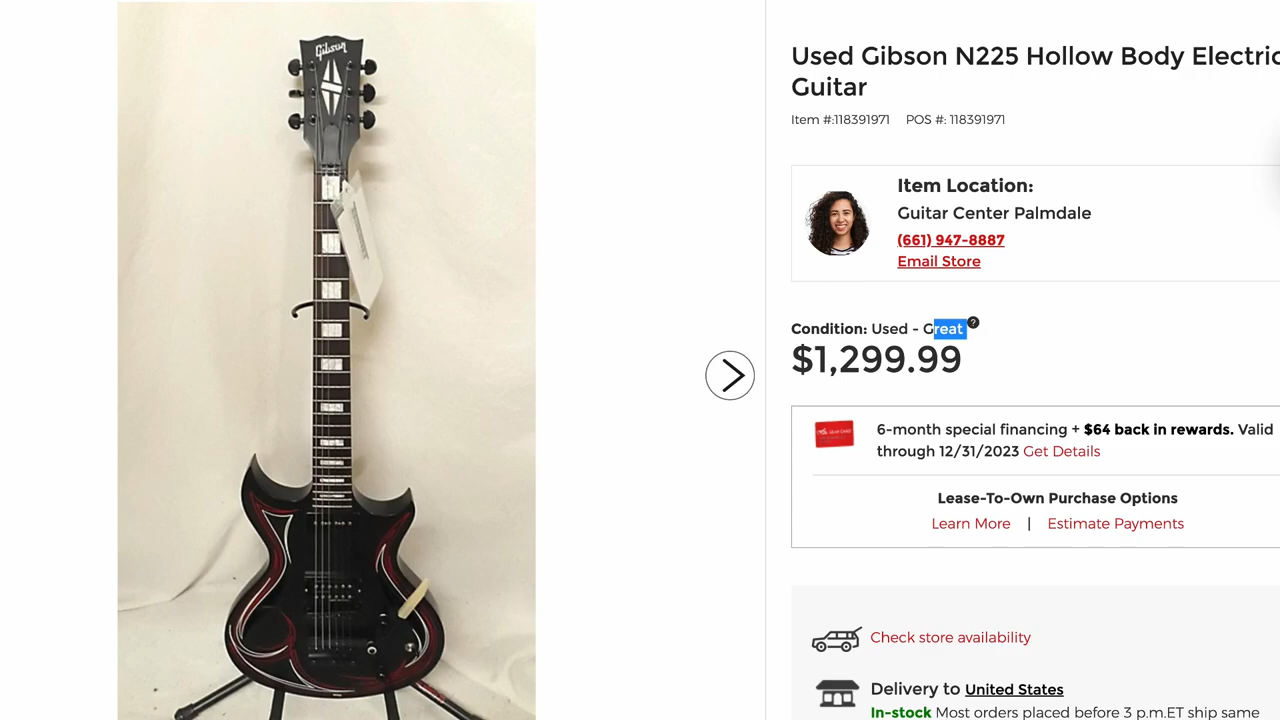 Gibson
Used Gibson N225 Hollow Body Electric
Guitar
Item #:118391971 POS #: 118391971
Item Location:
Guitar Center Palmdale
(661) 947-8887
Email Store
Condition: Used - Great ?
$1,299.99
6-month special financing + $64 back in rewards. Valid
through 12/31/2023 Get Details
Lease-To-Own Purchase Options
Learn More | Estimate Payments
Check store availability
Delivery to United States
In-stock Most orders placed before 3 p.m.ET ship same